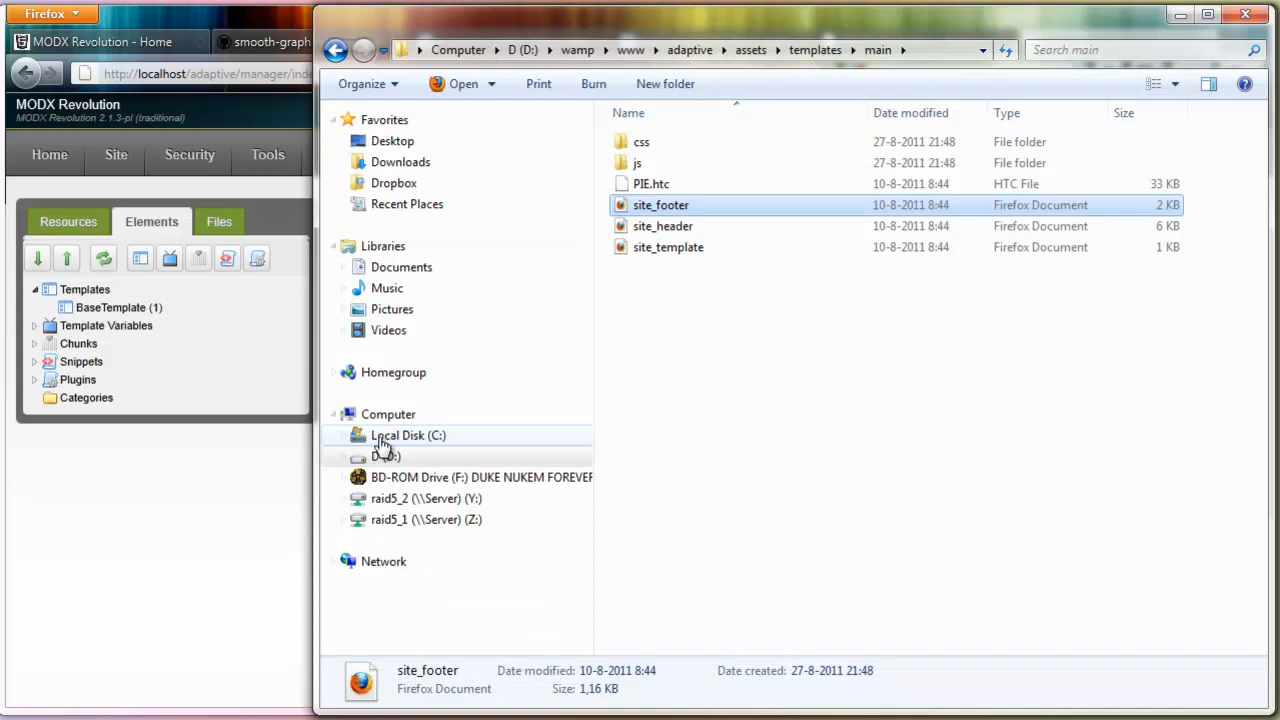 Firefox
MODX Revolution - Home
smooth-graph
http://localhost/adaptive/manager/inde
MODX Revolution
MODX Revolution 2.1.3-pl (traditional)
Home
Site
Security
Tools
Resources
Elements
Files
Templates
BaseTemplate (1)
Template Variables
Chunks
Snippets
Plugins
Categories
Computer
D (D:)
wamp
www
adaptive
assets
templates
main
Search main
Organize
Open
Print
Burn
New folder
Favorites
Desktop
Downloads
Dropbox
Recent Places
Libraries
Documents
Music
Pictures
Videos
Homegroup
Computer
Local Disk (C:)
D (D:)
BD-ROM Drive (F:) DUKE NUKEM FOREVER
raid5_2 (\\Server) (Y:)
raid5_1 (\\Server) (Z:)
Network
Name Date modified Type Size
css 27-8-2011 21:48 File folder
js 27-8-2011 21:48 File folder
PIE.htc 10-8-2011 8:44 HTC File 33 KB
site_footer 10-8-2011 8:44 Firefox Document 2 KB
site_header 10-8-2011 8:44 Firefox Document 6 KB
site_template 10-8-2011 8:44 Firefox Document 1 KB
site_footer Date modified: 10-8-2011 8:44 Date created: 27-8-2011 21:48
Firefox Document Size: 1,16 KB